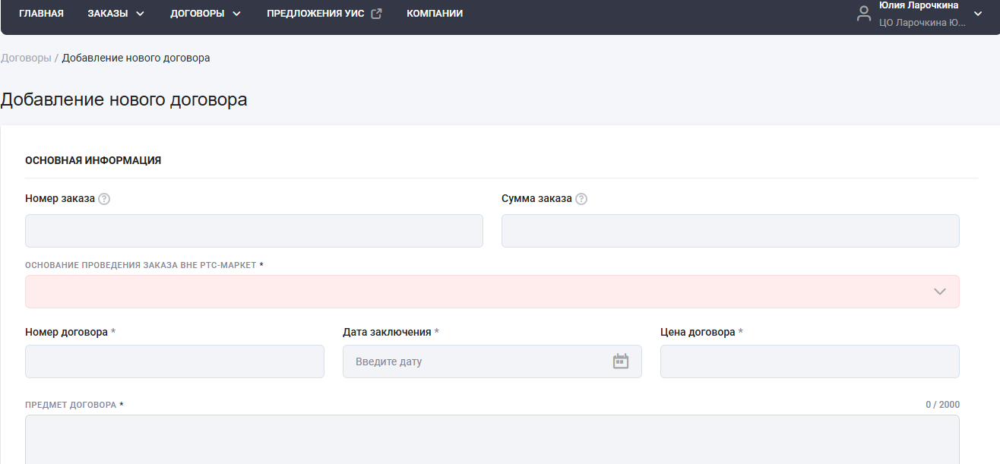 ГЛАВНАЯ ЗАКАЗЫ ДОГОВОРЫ ПРЕДЛОЖЕНИЯ УИС КОМПАНИИ Юлия Ларочкина
ЦО Ларочкина Ю...
Договоры / Добавление нового договора
Добавление нового договора
ОСНОВНАЯ ИНФОРМАЦИЯ
Номер заказа ? Сумма заказа ?
ОСНОВАНИЕ ПРОВЕДЕНИЯ ЗАКАЗА ВНЕ РТС-МАРКЕТ *
Номер договора * Дата заключения * Цена договора *
Введите дату
ПРЕДМЕТ ДОГОВОРА * 0 / 2000